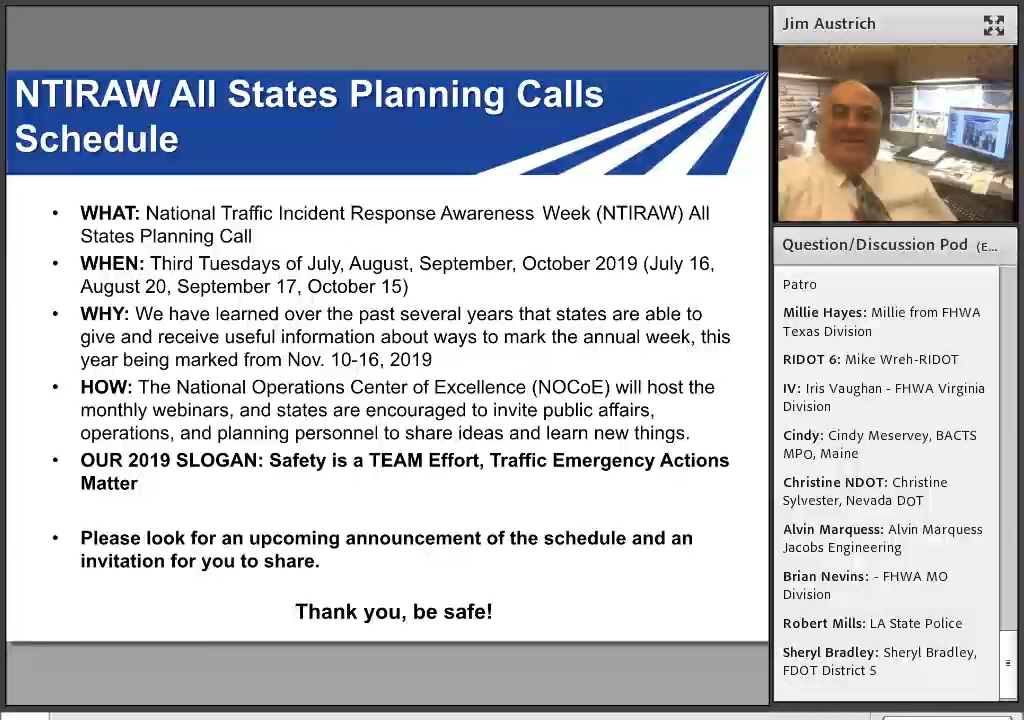 NTIRAW All States Planning Calls
Schedule
• WHAT: National Traffic Incident Response Awareness Week (NTIRAW) All
States Planning Call
• WHEN: Third Tuesdays of July, August, September, October 2019 (July 16,
August 20, September 17, October 15)
• WHY: We have learned over the past several years that states are able to
give and receive useful information about ways to mark the annual week, this
year being marked from Nov. 10-16, 2019
• HOW: The National Operations Center of Excellence (NOCoE) will host the
monthly webinars, and states are encouraged to invite public affairs,
operations, and planning personnel to share ideas and learn new things.
• OUR 2019 SLOGAN: Safety is a TEAM Effort, Traffic Emergency Actions
Matter
• Please look for an upcoming announcement of the schedule and an
invitation for you to share.
Thank you, be safe!
Jim Austrich
Question/Discussion Pod (E...
Patro
Millie Hayes: Millie from FHWA
Texas Division
RIDOT 6: Mike Wreh-RIDOT
IV: Iris Vaughan - FHWA Virginia
Division
Cindy: Cindy Meservey, BACTS
MPO, Maine
Christine NDOT: Christine
Sylvester, Nevada DOT
Alvin Marquess: Alvin Marquess
Jacobs Engineering
Brian Nevins: - FHWA MO
Division
Robert Mills: LA State Police
Sheryl Bradley: Sheryl Bradley,
FDOT District 5